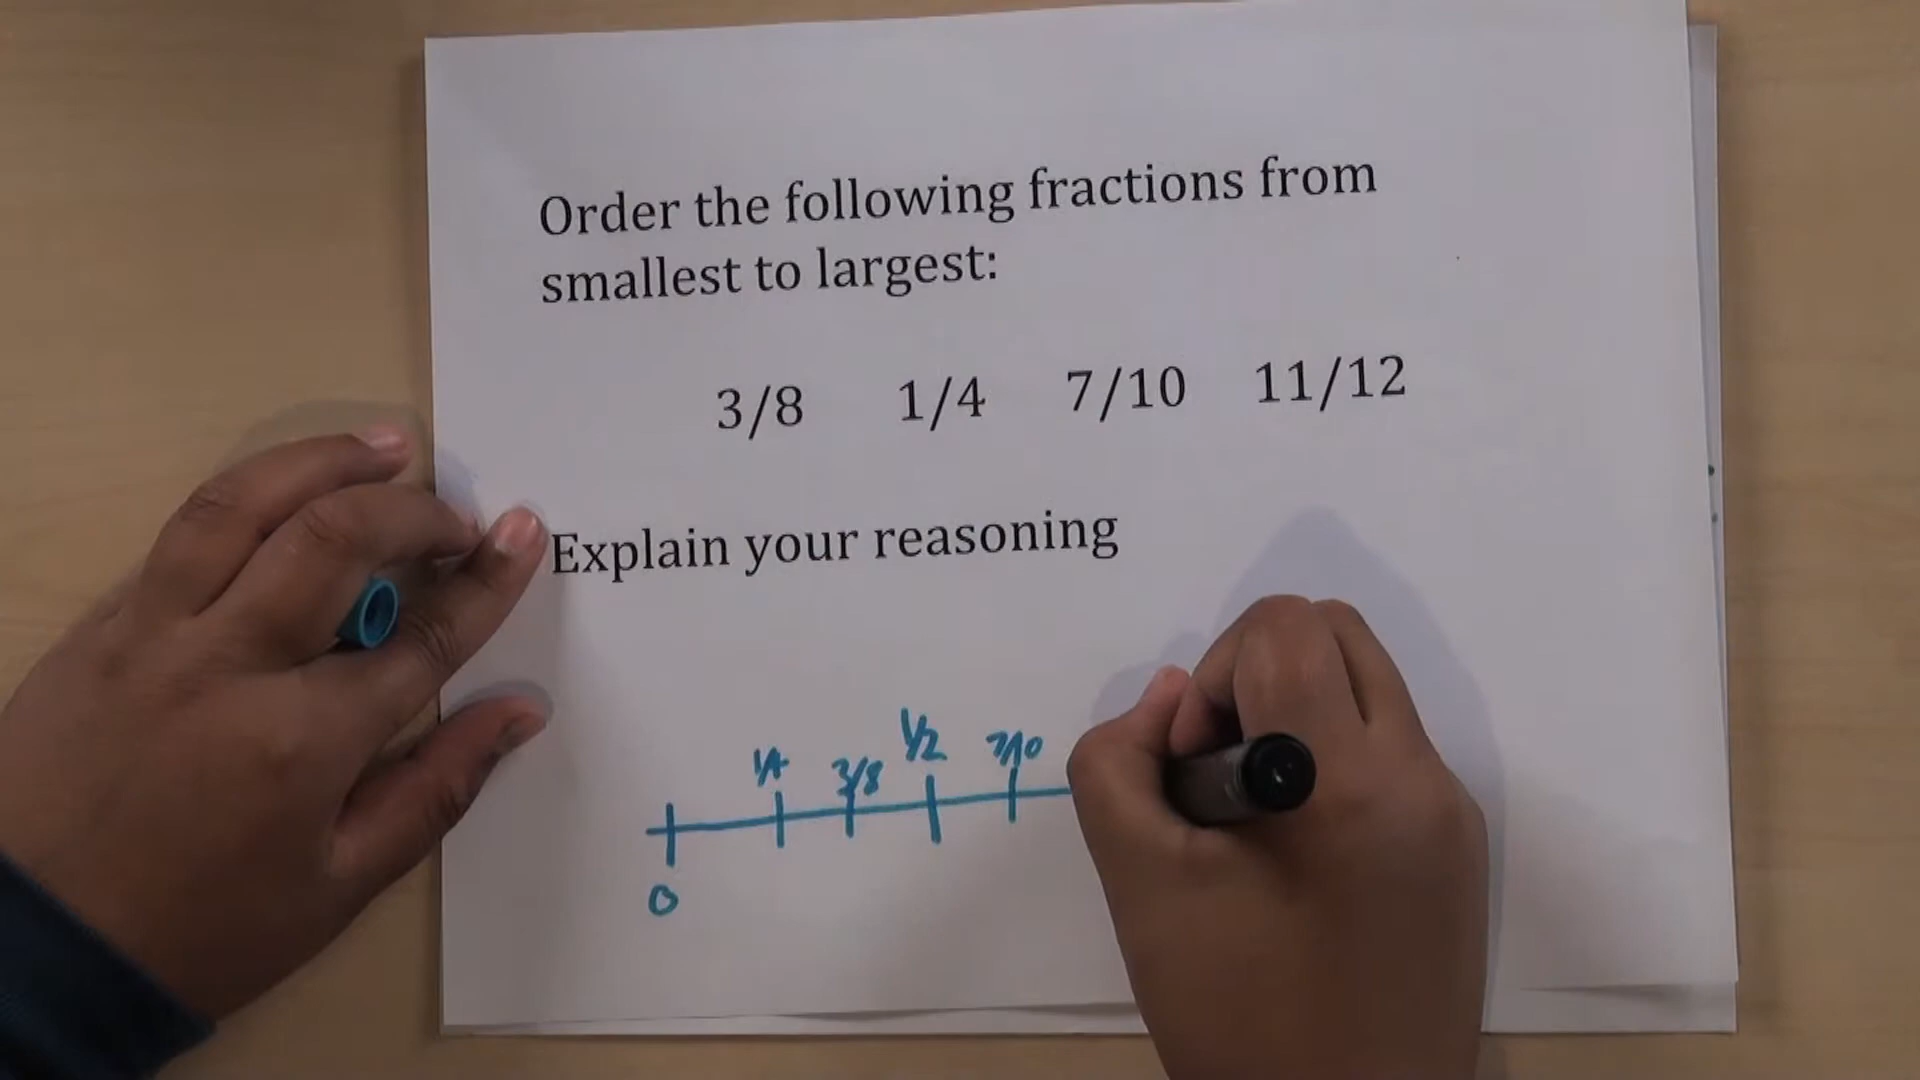 Order the following fractions from
smallest to largest:
3/8 1/4 7/10 11/12
Explain your reasoning
1/4 3/8 1/2 7/10
0